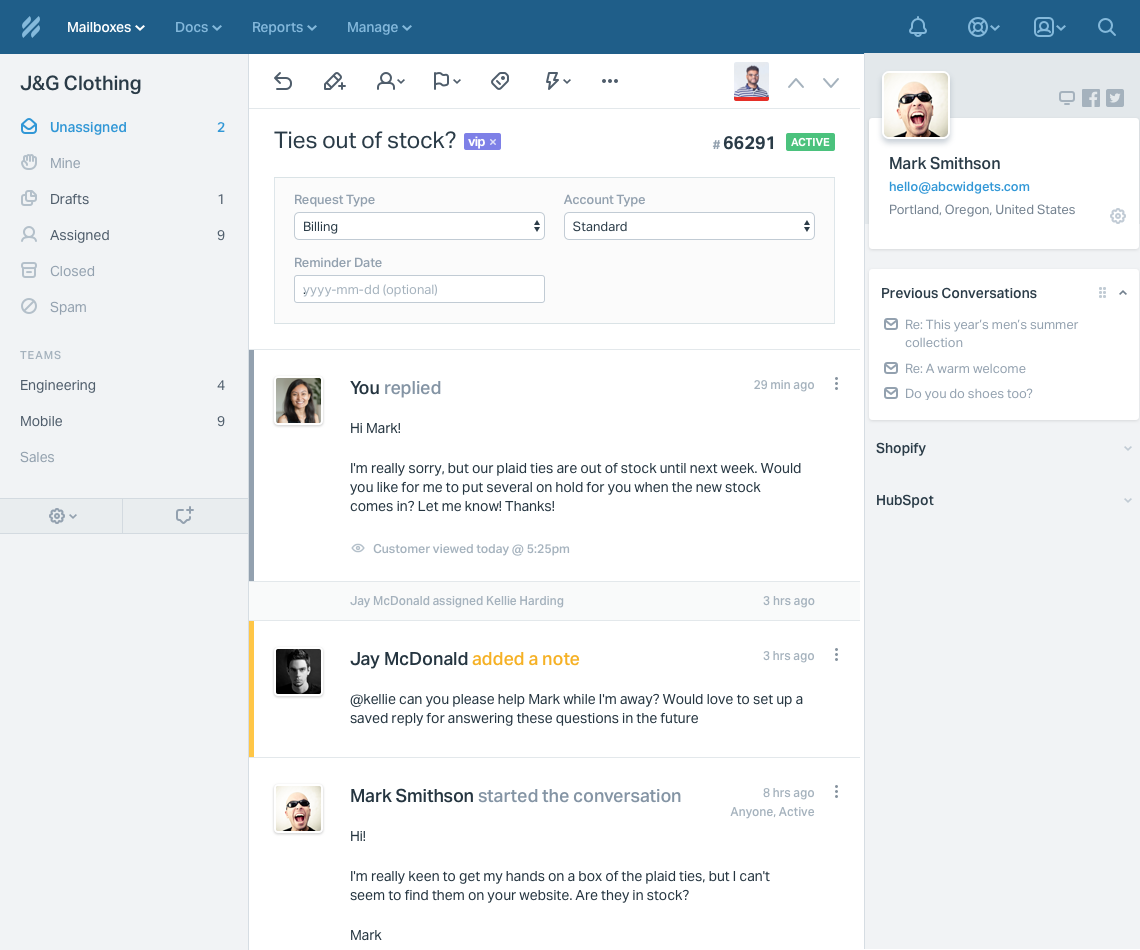 Mailboxes
Docs
Reports
Manage
J&G Clothing
Unassigned 2
Mine
Drafts 1
Assigned 9
Closed
Spam
TEAMS
Engineering 4
Mobile 9
Sales
Ties out of stock? vip × # 66291 ACTIVE
Request Type
Billing
Account Type
Standard
Reminder Date
yyyy-mm-dd (optional)
You replied 29 min ago
Hi Mark!
I'm really sorry, but our plaid ties are out of stock until next week. Would
you like for me to put several on hold for you when the new stock
comes in? Let me know! Thanks!
Customer viewed today @ 5:25pm
Jay McDonald assigned Kellie Harding 3 hrs ago
Jay McDonald added a note 3 hrs ago
@kellie can you please help Mark while I'm away? Would love to set up a
saved reply for answering these questions in the future
Mark Smithson started the conversation 8 hrs ago
Anyone, Active
Hi!
I'm really keen to get my hands on a box of the plaid ties, but I can't
seem to find them on your website. Are they in stock?
Mark
Mark Smithson
hello@abcwidgets.com
Portland, Oregon, United States
Previous Conversations
Re: This year's men's summer
collection
Re: A warm welcome
Do you do shoes too?
Shopify
HubSpot